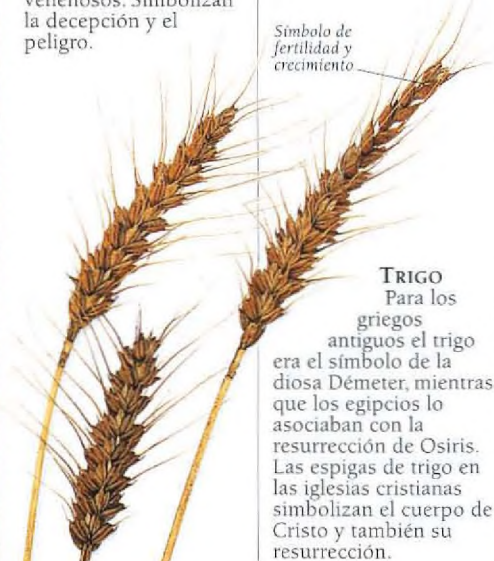 venenosos. Simbolizan
la decepción y el
peligro.
Símbolo de
fertilidad y
crecimiento
TRIGO
Para los
griegos
antiguos el trigo
era el símbolo de la
diosa Démeter, mientras
que los egipcios lo
asociaban con la
resurrección de Osiris.
Las espigas de trigo en
las iglesias cristianas
simbolizan el cuerpo de
Cristo y también su
resurrección.